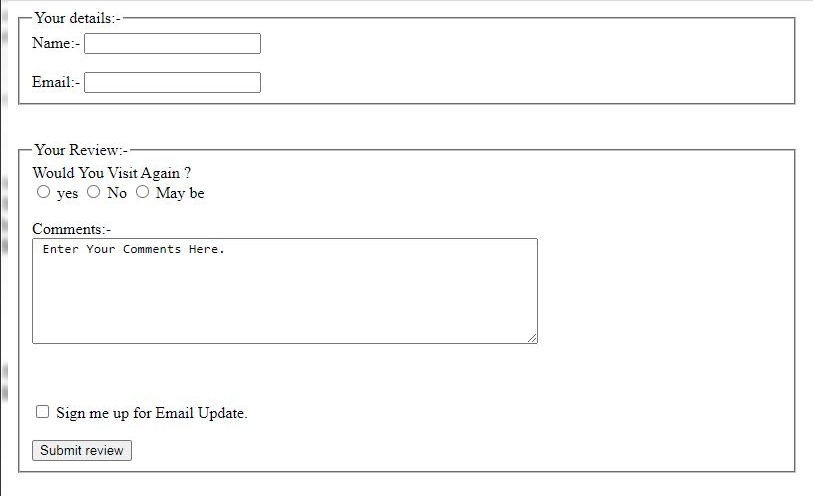 Your details:-
Name:-
Email:-
Your Review:-
Would You Visit Again ?
yes No May be
Comments:-
Enter Your Comments Here.
Sign me up for Email Update.
Submit review